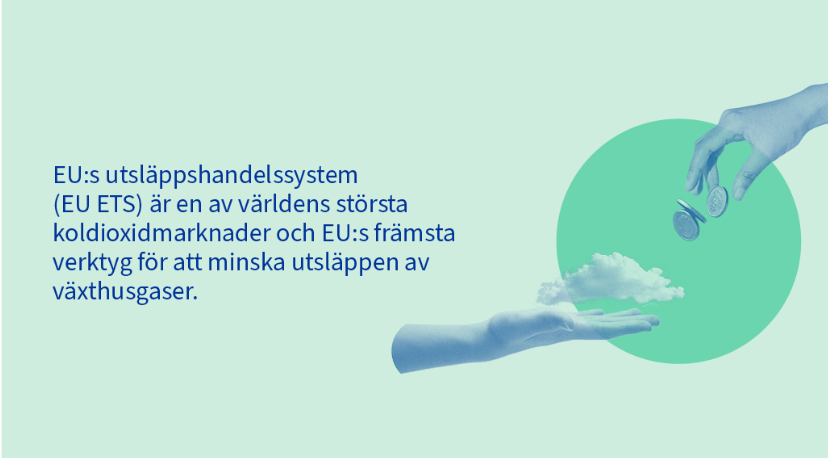 EU:s utsläppshandelssystem
(EU ETS) är en av världens största
koldioxidmarknader och EU:s främsta
verktyg för att minska utsläppen av
växthusgaser.